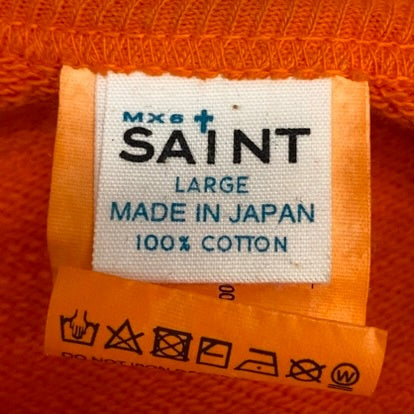 MX6
SAINT
LARGE
MADE IN JAPAN
100% COTTON
W
DO NOT IRON